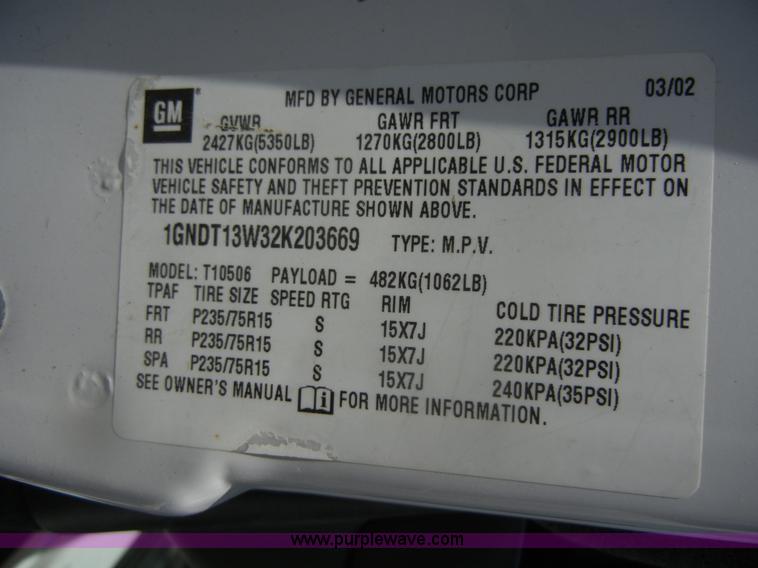 GM® MFD BY GENERAL MOTORS CORP 03/02
GVWR GAWR FRT GAWR RR
2427KG(5350LB) 1270KG(2800LB) 1315KG(2900LB)
THIS VEHICLE CONFORMS TO ALL APPLICABLE U.S. FEDERAL MOTOR
VEHICLE SAFETY AND THEFT PREVENTION STANDARDS IN EFFECT ON
THE DATE OF MANUFACTURE SHOWN ABOVE.
1GNDT13W32K203669 TYPE: M.P.V.
MODEL: T10506 PAYLOAD = 482KG(1062LB)
TPAF TIRE SIZE SPEED RTG RIM COLD TIRE PRESSURE
FRT P235/75R15 S 15X7J 220KPA(32PSI)
RR P235/75R15 S 15X7J 220KPA(32PSI)
SPA P235/75R15 S 15X7J 240KPA(35PSI)
SEE OWNER'S MANUAL i FOR MORE INFORMATION.
www.purplewave.com